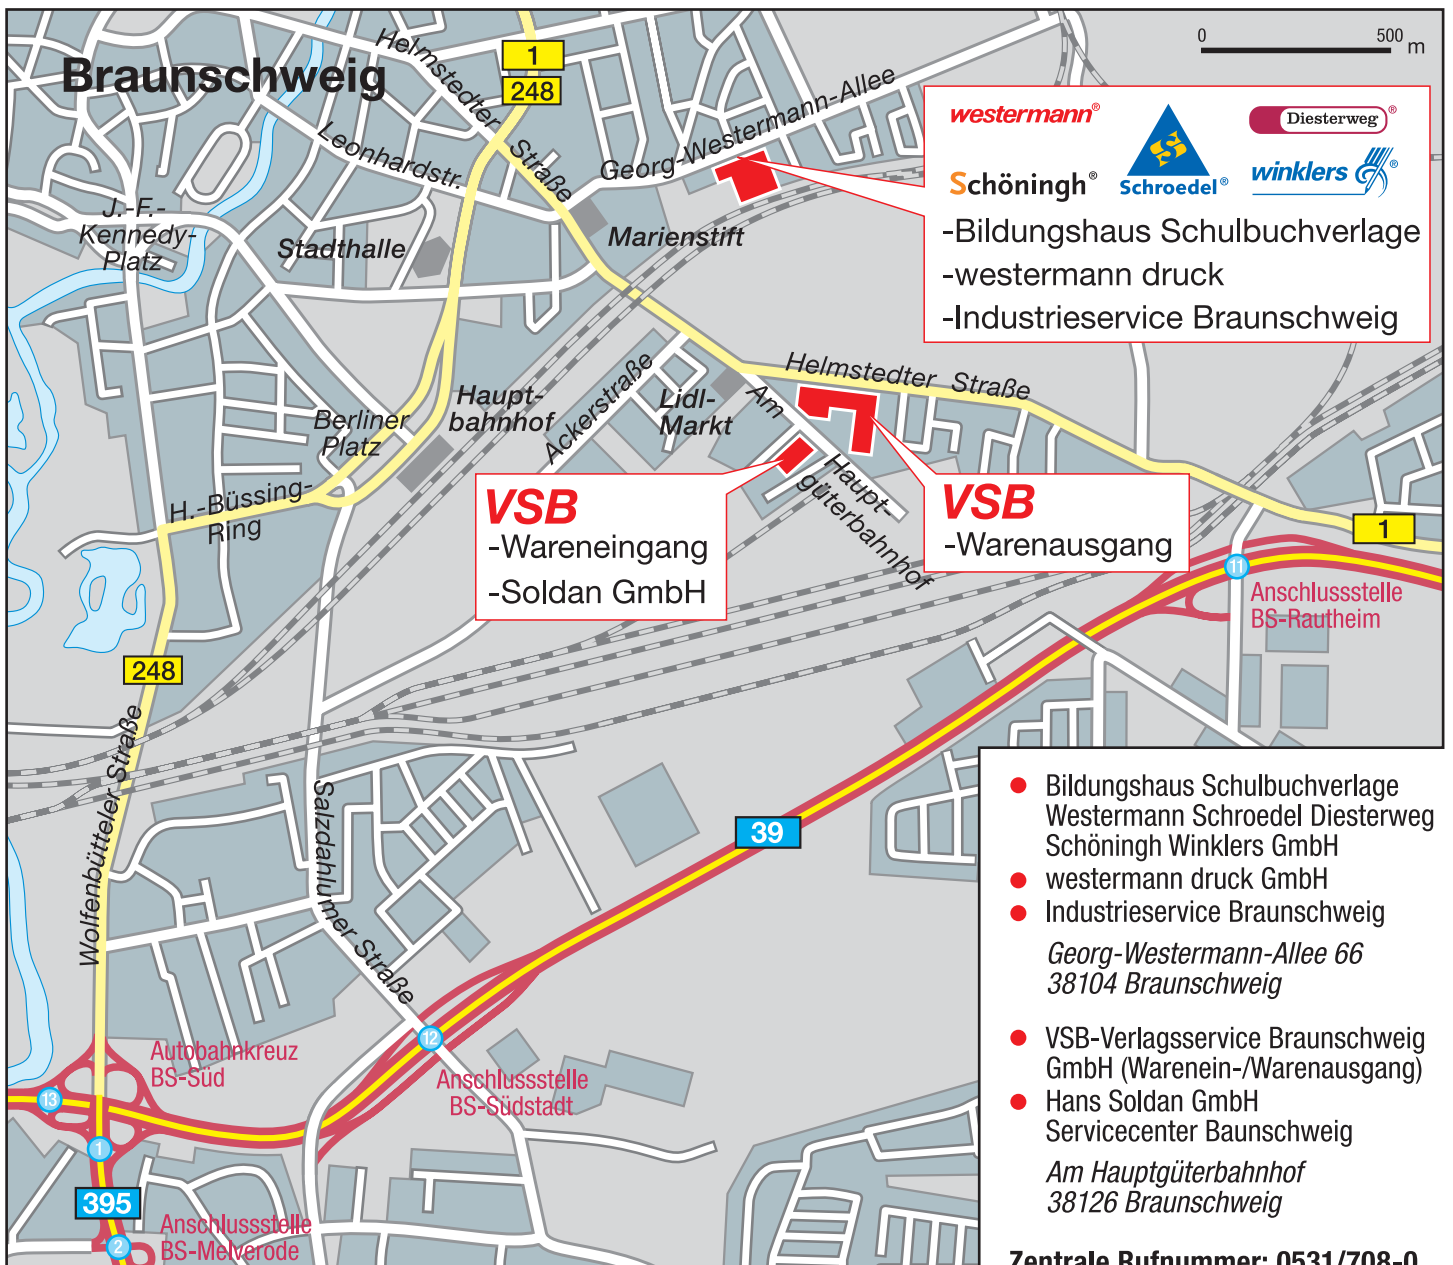 Braunschweig
Helmstedter Straße
1
248
0 500 m
Leonhardstr.
Georg-Westermann-Allee
westermann®
Schroedel®
Diesterweg®
Schöningh®
winklers®
-Bildungshaus Schulbuchverlage
-westermann druck
-Industrieservice Braunschweig
J.-F.-
Kennedy-
Platz
Stadthalle
Marienstift
Helmstedter Straße
Haupt-
bahnhof
Ackerstraße
Lidl-
Markt
Am Haupt-
güterbahnhof
Berliner
Platz
H.-Büssing-
Ring
VSB
-Wareneingang
-Soldan GmbH
VSB
-Warenausgang
1
11
Anschlussstelle
BS-Rautheim
248
Wolfenbütteler Straße
Salzdahlumer Straße
39
Autobahnkreuz
BS-Süd
13
1
12
Anschlussstelle
BS-Südstadt
395
Anschlussstelle
BS-Melverode
2
Bildungshaus Schulbuchverlage
Westermann Schroedel Diesterweg
Schöningh Winklers GmbH
westermann druck GmbH
Industrieservice Braunschweig
Georg-Westermann-Allee 66
38104 Braunschweig
VSB-Verlagsservice Braunschweig
GmbH (Warenein-/Warenausgang)
Hans Soldan GmbH
Servicecenter Baunschweig
Am Hauptgüterbahnhof
38126 Braunschweig
Zentrale Rufnummer: 0531/708-0